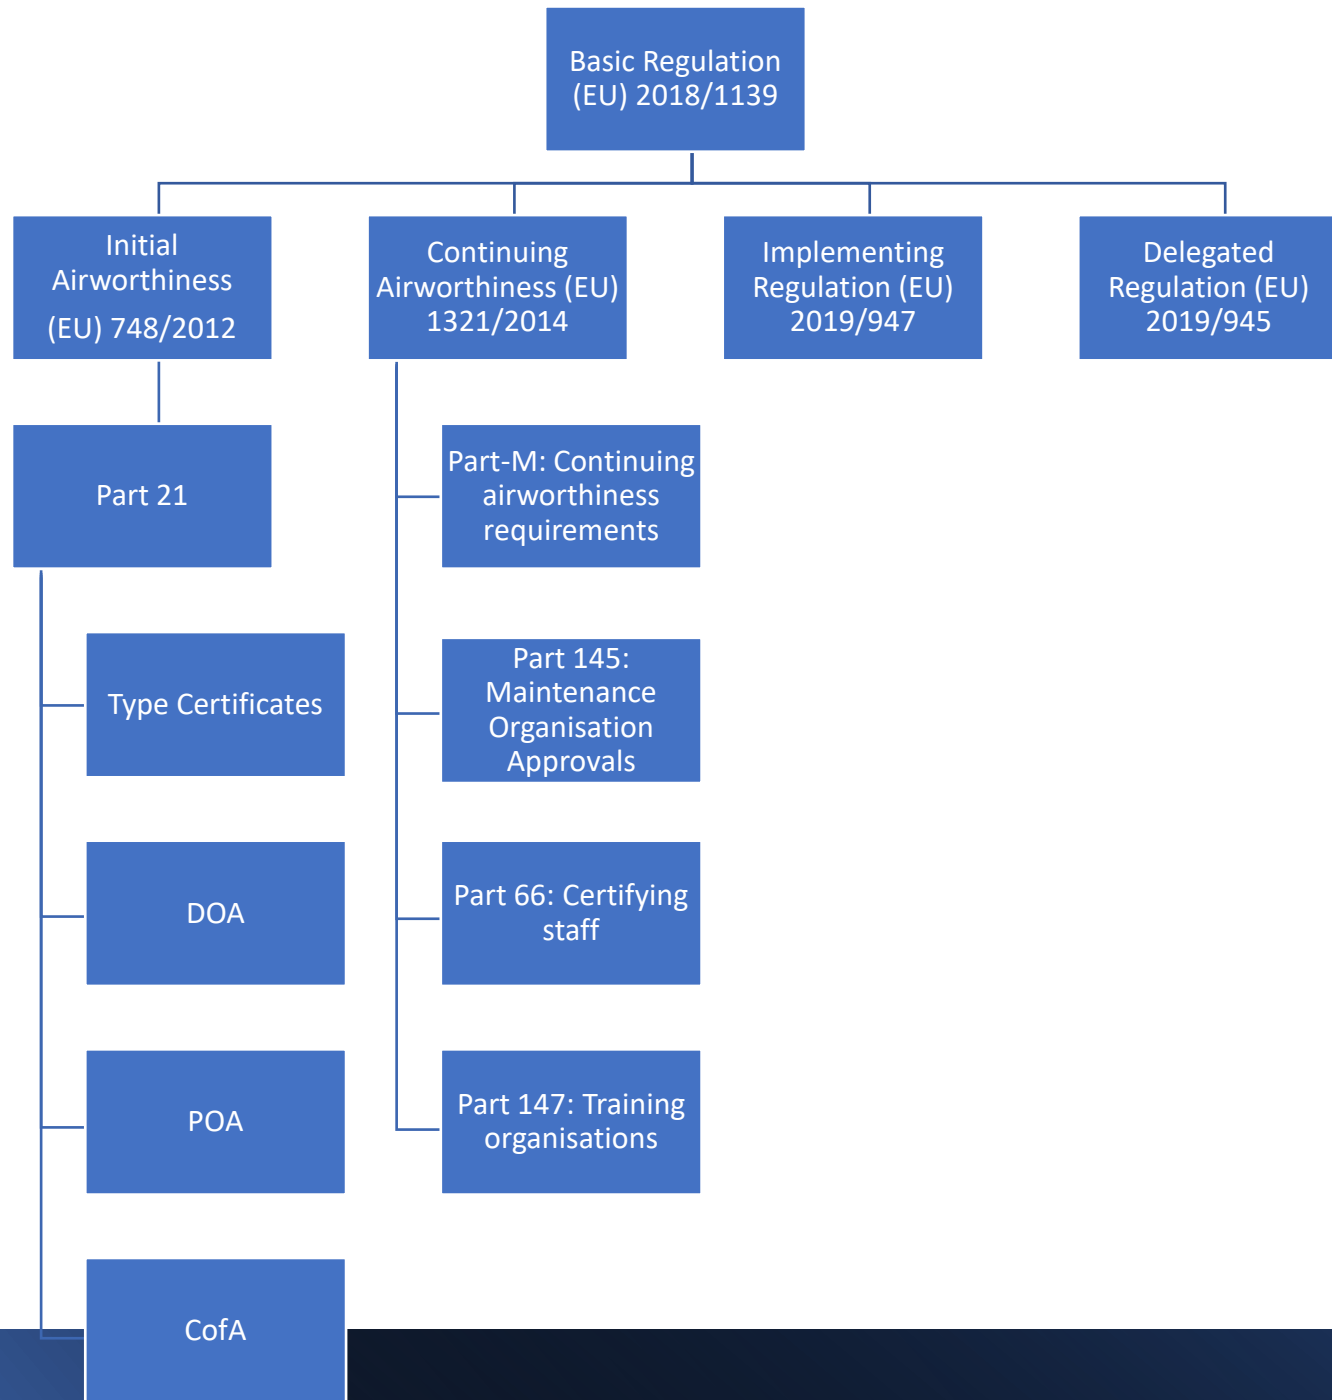 Basic Regulation
(EU) 2018/1139
Initial
Airworthiness
(EU) 748/2012
Continuing
Airworthiness (EU)
1321/2014
Implementing
Regulation (EU)
2019/947
Delegated
Regulation (EU)
2019/945
Part 21
Type Certificates
DOA
POA
CofA
Part-M: Continuing
airworthiness
requirements
Part 145:
Maintenance
Organisation
Approvals
Part 66: Certifying
staff
Part 147: Training
organisations